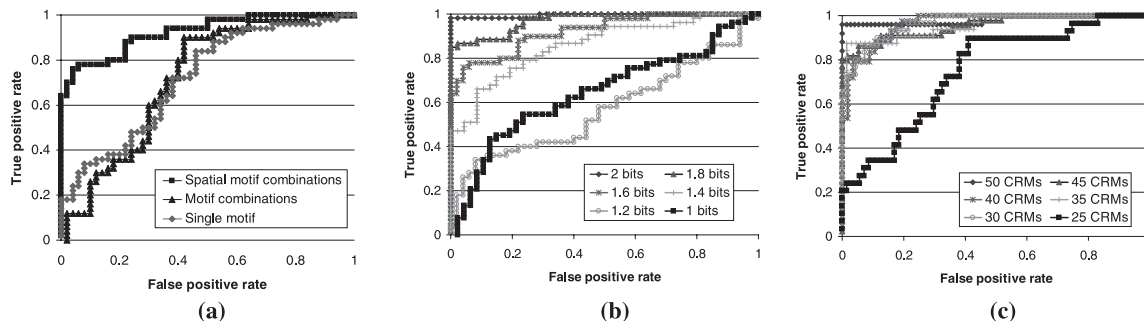 1
0.8
0.6
0.4
0.2
0
True positive rate
0 0.2 0.4 0.6 0.8 1
False positive rate
Spatial motif combinations
Motif combinations
Single motif
(a)
1
0.8
0.6
0.4
0.2
0
True positive rate
0 0.2 0.4 0.6 0.8 1
False positive rate
2 bits 1.8 bits
1.6 bits 1.4 bits
1.2 bits 1 bits
(b)
1
0.8
0.6
0.4
0.2
0
True positive rate
0 0.2 0.4 0.6 0.8 1
False positive rate
50 CRMs 45 CRMs
40 CRMs 35 CRMs
30 CRMs 25 CRMs
(c)